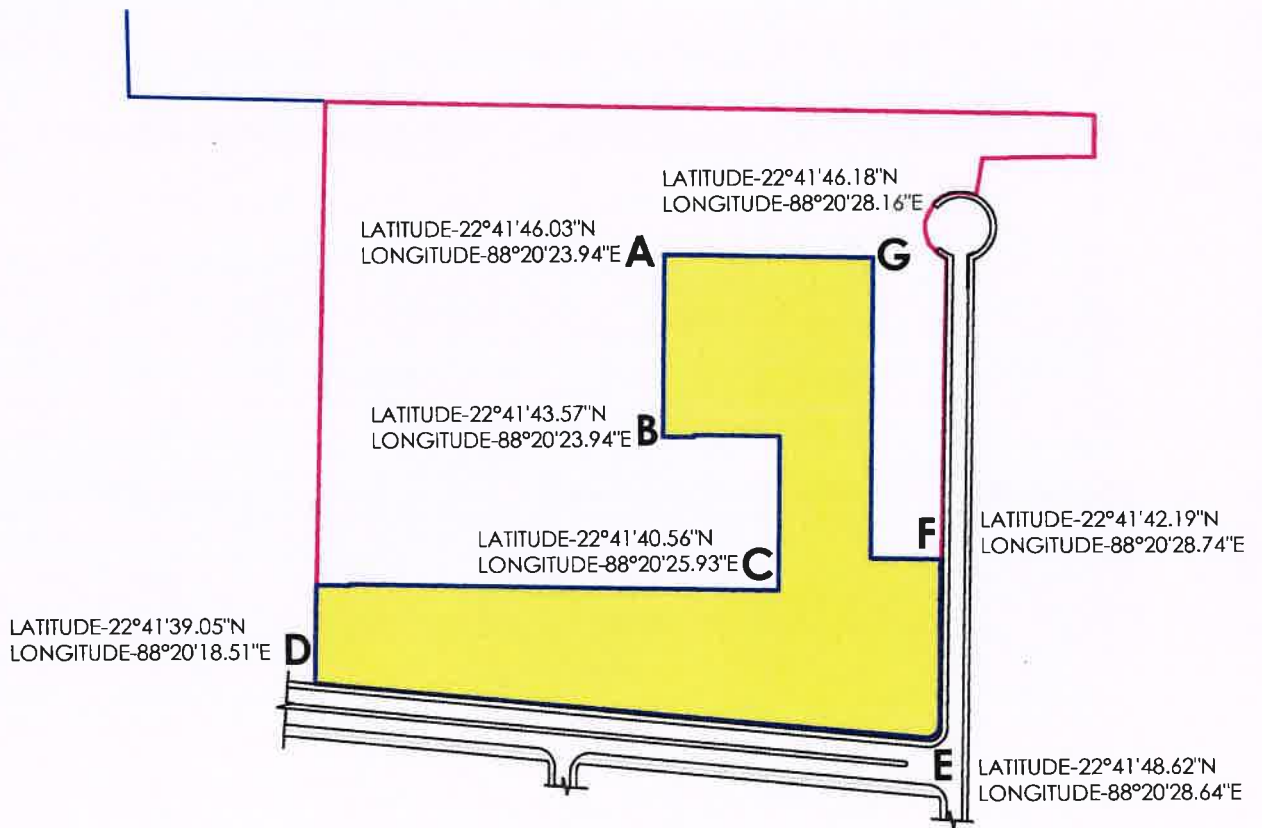 LATITUDE-22°41'46.18"N
LONGITUDE-88°20'28.16"E
LATITUDE-22°41'46.03"N
LONGITUDE-88°20'23.94"E
A
G
LATITUDE-22°41'43.57"N
LONGITUDE-88°20'23.94"E
B
LATITUDE-22°41'42.19"N
LONGITUDE-88°20'28.74"E
F
LATITUDE-22°41'40.56"N
LONGITUDE-88°20'25.93"E
C
LATITUDE-22°41'39.05"N
LONGITUDE-88°20'18.51"E
D
E
LATITUDE-22°41'48.62"N
LONGITUDE-88°20'28.64"E